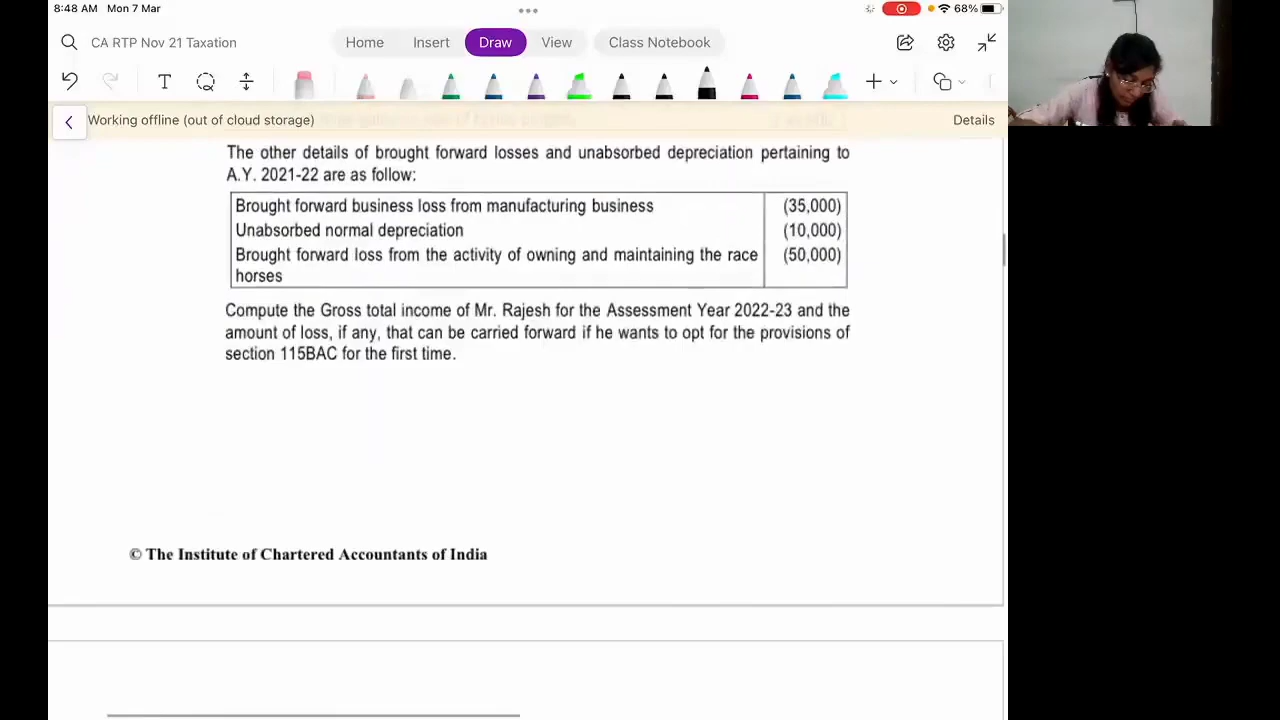 8:48 AM Mon 7 Mar
68%
CA RTP Nov 21 Taxation
Home
Insert
Draw
View
Class Notebook
T
Working offline (out of cloud storage)
Details
The other details of brought forward losses and unabsorbed depreciation pertaining to
A.Y. 2021-22 are as follow:
Brought forward business loss from manufacturing business (35,000)
Unabsorbed normal depreciation (10,000)
Brought forward loss from the activity of owning and maintaining the race (50,000)
horses
Compute the Gross total income of Mr. Rajesh for the Assessment Year 2022-23 and the
amount of loss, if any, that can be carried forward if he wants to opt for the provisions of
section 115BAC for the first time.
© The Institute of Chartered Accountants of India